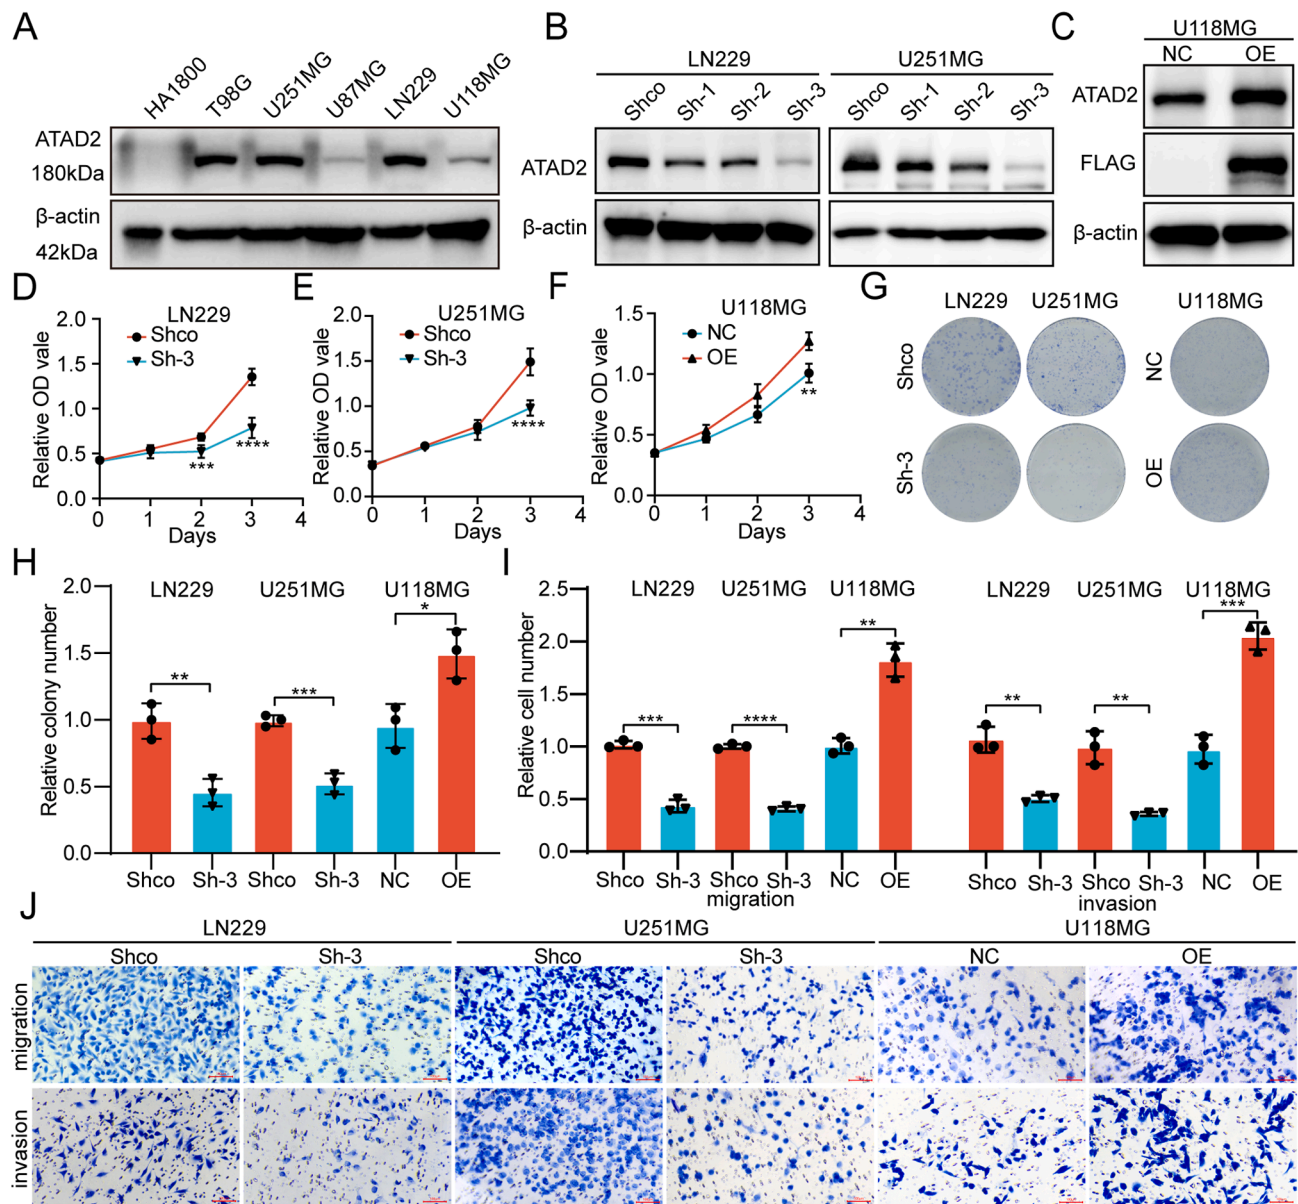 A
HA1800
T98G
U251MG
U87MG
LN229
U118MG
ATAD2
180kDa
β-actin
42kDa
B
LN229
U251MG
Shco
Sh-1
Sh-2
Sh-3
Shco
Sh-1
Sh-2
Sh-3
ATAD2
β-actin
C
U118MG
NC OE
ATAD2
FLAG
β-actin
D
LN229
Shco
Sh-3
Relative OD vale
2.0
1.5
1.0
0.5
0.0
***
****
0 1 2 3 4
Days
E
U251MG
Shco
Sh-3
Relative OD vale
2.0
1.5
1.0
0.5
0.0
****
0 1 2 3 4
Days
F
U118MG
NC
OE
Relative OD vale
1.5
1.0
0.5
0.0
**
0 1 2 3 4
Days
G
LN229 U251MG U118MG
Shco
NC
Sh-3
OE
H
LN229 U251MG U118MG
Relative colony number
2.0
1.5
1.0
0.5
0.0
** *** *
Shco Sh-3 Shco Sh-3 NC OE
I
LN229 U251MG U118MG LN229 U251MG U118MG
Relative cell number
2.5
2.0
1.5
1.0
0.5
0.0
*** **** ** ** ** ***
Shco Sh-3 Shco Sh-3 NC OE Shco Sh-3 Shco Sh-3 NC OE
migration invasion
J
LN229 U251MG U118MG
Shco Sh-3 Shco Sh-3 NC OE
migration
invasion